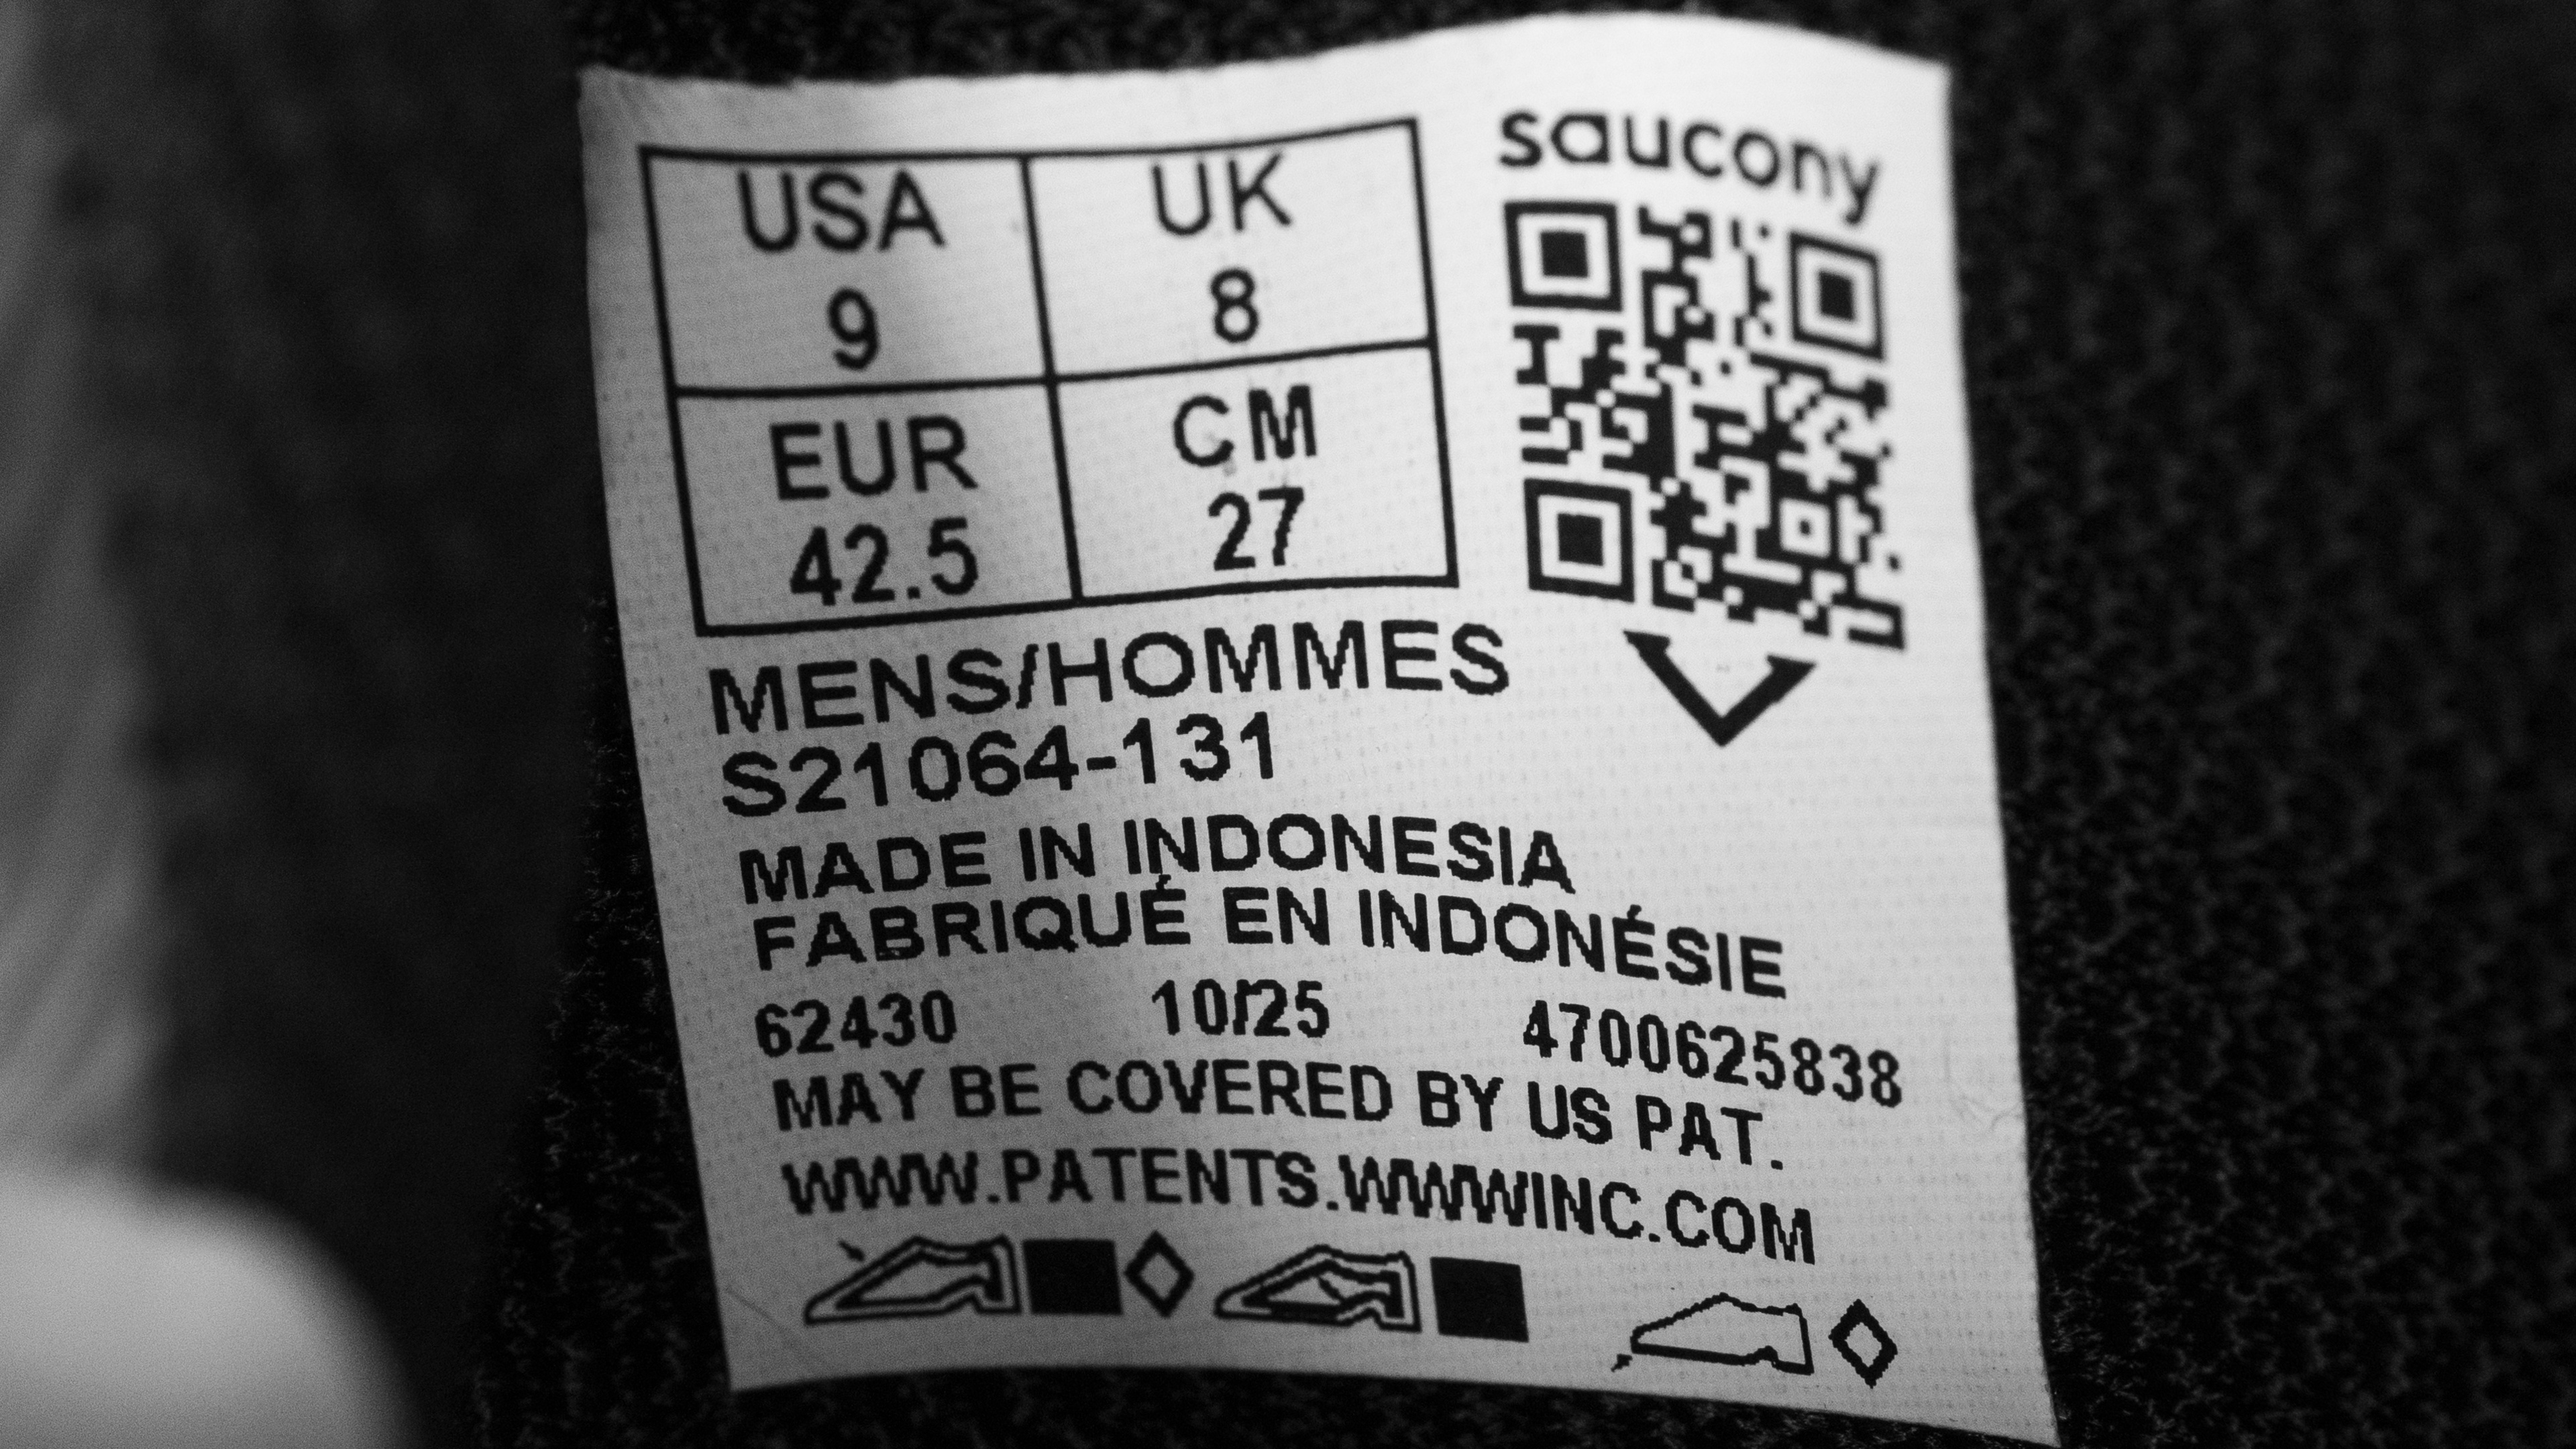 saucony
USA UK
9 8
EUR CM
42.5 27
MENS/HOMMES
S21064-131
MADE IN INDONESIA
FABRIQUÉ EN INDONÉSIE
62430 10/25 4700625838
MAY BE COVERED BY US PAT.
WWW.PATENTS.WWWINC.COM